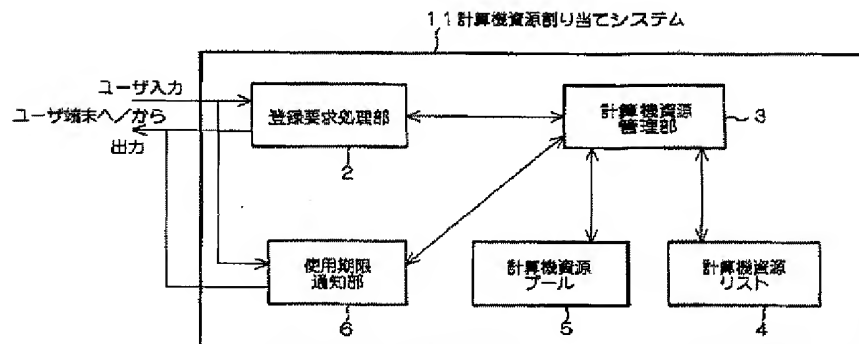 11計算機資源割り当てシステム
ユーザ入力
ユーザ端末へ/から
出力
登録要求処理部
2
計算機資源
管理部
3
使用期限
通知部
6
計算機資源
プール
5
計算機資源
リスト
4